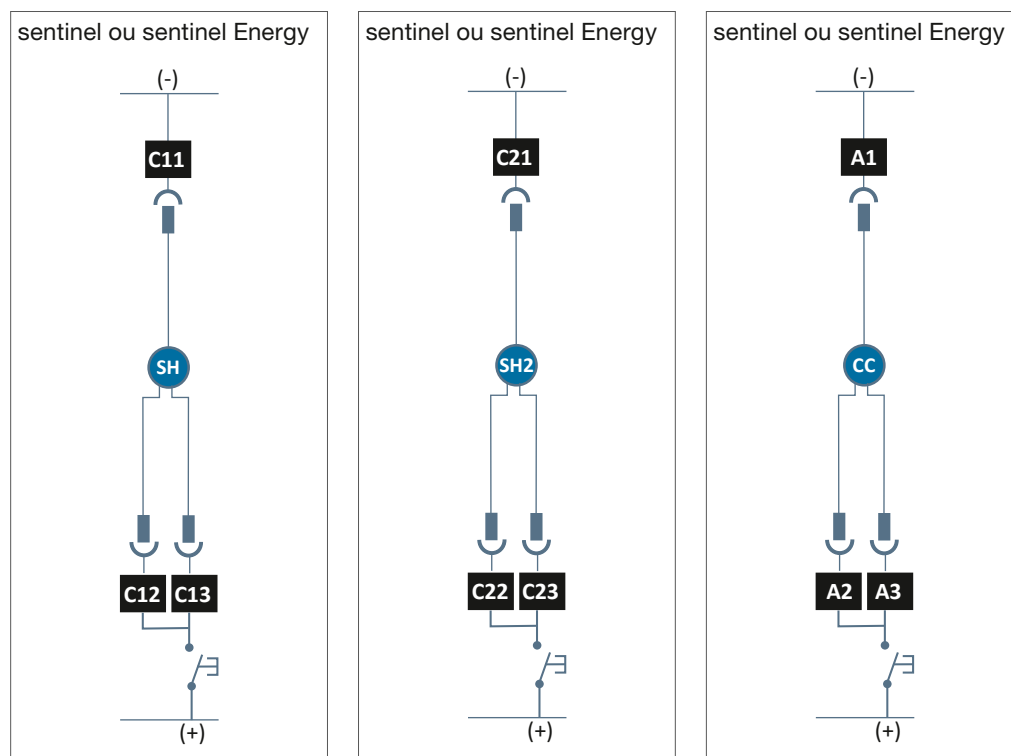 sentinel ou sentinel Energy
(-)
C11
SH
C12 C13
(+)
sentinel ou sentinel Energy
(-)
C21
SH2
C22 C23
(+)
sentinel ou sentinel Energy
(-)
A1
CC
A2 A3
(+)